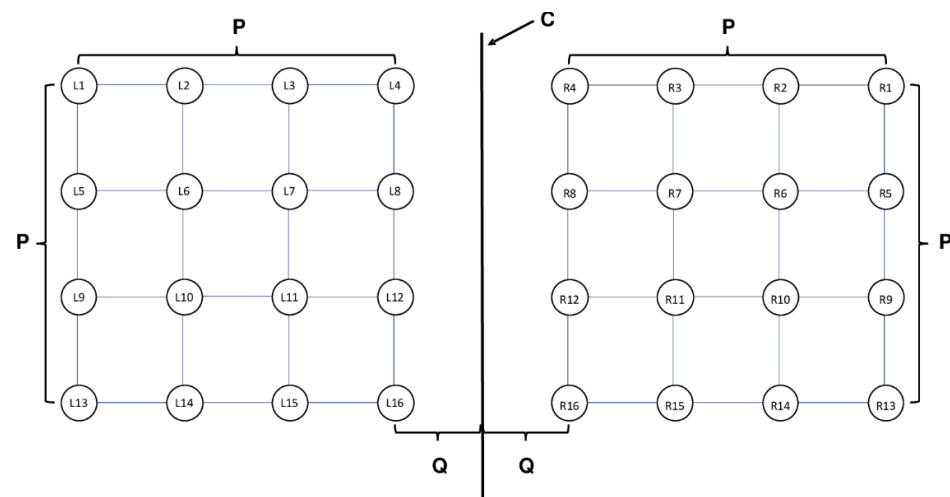 C
P P
L1 L2 L3 L4 R4 R3 R2 R1
L5 L6 L7 L8 R8 R7 R6 R5
P P
L9 L10 L11 L12 R12 R11 R10 R9
L13 L14 L15 L16 R16 R15 R14 R13
Q Q